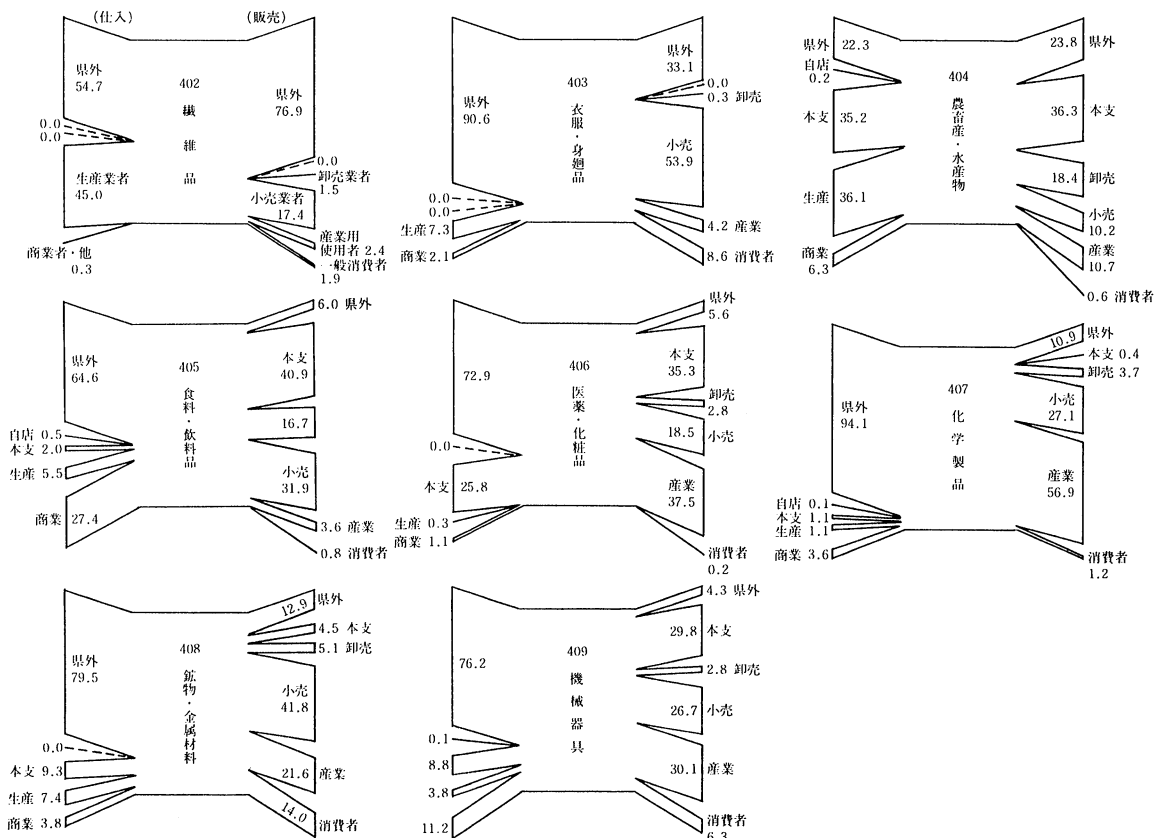 (仕入)
(販売)
402
繊維品
県外
54.7
0.0
0.0
生産業者
45.0
商業者・他
0.3
県外
76.9
0.0
卸売業者
1.5
小売業者
17.4
産業用
使用者 2.4
一般消費者
1.9
403
衣服・身廻品
県外
90.6
0.0
0.0
生産 7.3
商業 2.1
県外
33.1
0.0
0.3 卸売
小売
53.9
4.2 産業
8.6 消費者
404
農畜産・水産物
県外 22.3
自店
0.2
本支 35.2
生産 36.1
商業
6.3
23.8 県外
36.3 本支
18.4 卸売
小売
10.2
産業
10.7
0.6 消費者
405
食料・飲料品
県外
64.6
自店 0.5
本支 2.0
生産 5.5
商業 27.4
6.0 県外
本支
40.9
16.7
小売
31.9
3.6 産業
0.8 消費者
406
医薬・化粧品
72.9
0.0
本支 25.8
生産 0.3
商業 1.1
県外
5.6
本支
35.3
卸売
2.8
18.5 小売
産業
37.5
消費者
0.2
407
化学製品
県外
94.1
自店 0.1
本支 1.1
生産 1.1
商業 3.6
10.9 県外
本支 0.4
卸売 3.7
小売
27.1
産業
56.9
消費者
1.2
408
鉱物・金属材料
県外
79.5
0.0
本支 9.3
生産 7.4
商業 3.8
12.9 県外
4.5 本支
5.1 卸売
小売
41.8
21.6 産業
14.0 消費者
409
機械器具
76.2
0.1
8.8
3.8
11.2
4.3 県外
29.8 本支
2.8 卸売
26.7 小売
30.1 産業
消費者
6.3